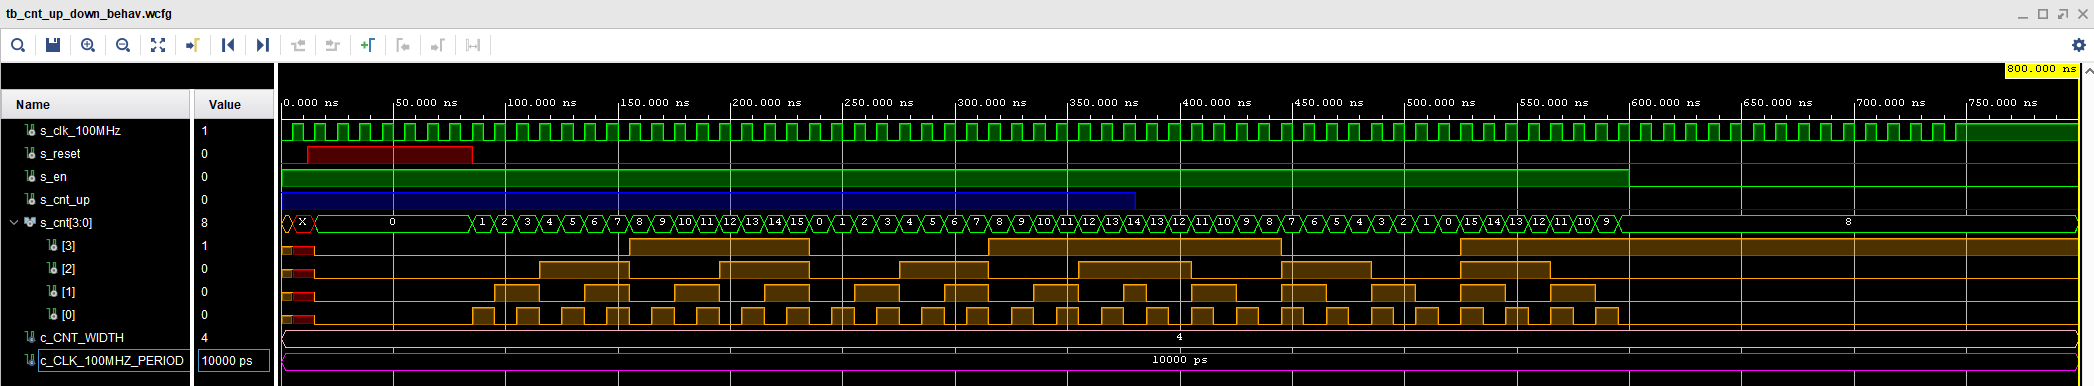 tb_cnt_up_down_behav.wcfg
800.000 ns
Name Value
0.000 ns 50.000 ns 100.000 ns 150.000 ns 200.000 ns 250.000 ns 300.000 ns 350.000 ns 400.000 ns 450.000 ns 500.000 ns 550.000 ns 600.000 ns 650.000 ns 700.000 ns 750.000 ns
s_clk_100MHz 1
s_reset 0
s_en 0
s_cnt_up 0
s_cnt[3:0] 8 X 0 1 2 3 4 5 6 7 8 9 10 11 12 13 14 15 0 1 2 3 4 5 6 7 8 9 10 11 12 13 14 13 12 11 10 9 8 7 6 5 4 3 2 1 0 15 14 13 12 11 10 9 8
[3] 1
[2] 0
[1] 0
[0] 0
c_CNT_WIDTH 4 4
c_CLK_100MHZ_PERIOD 10000 ps 10000 ps